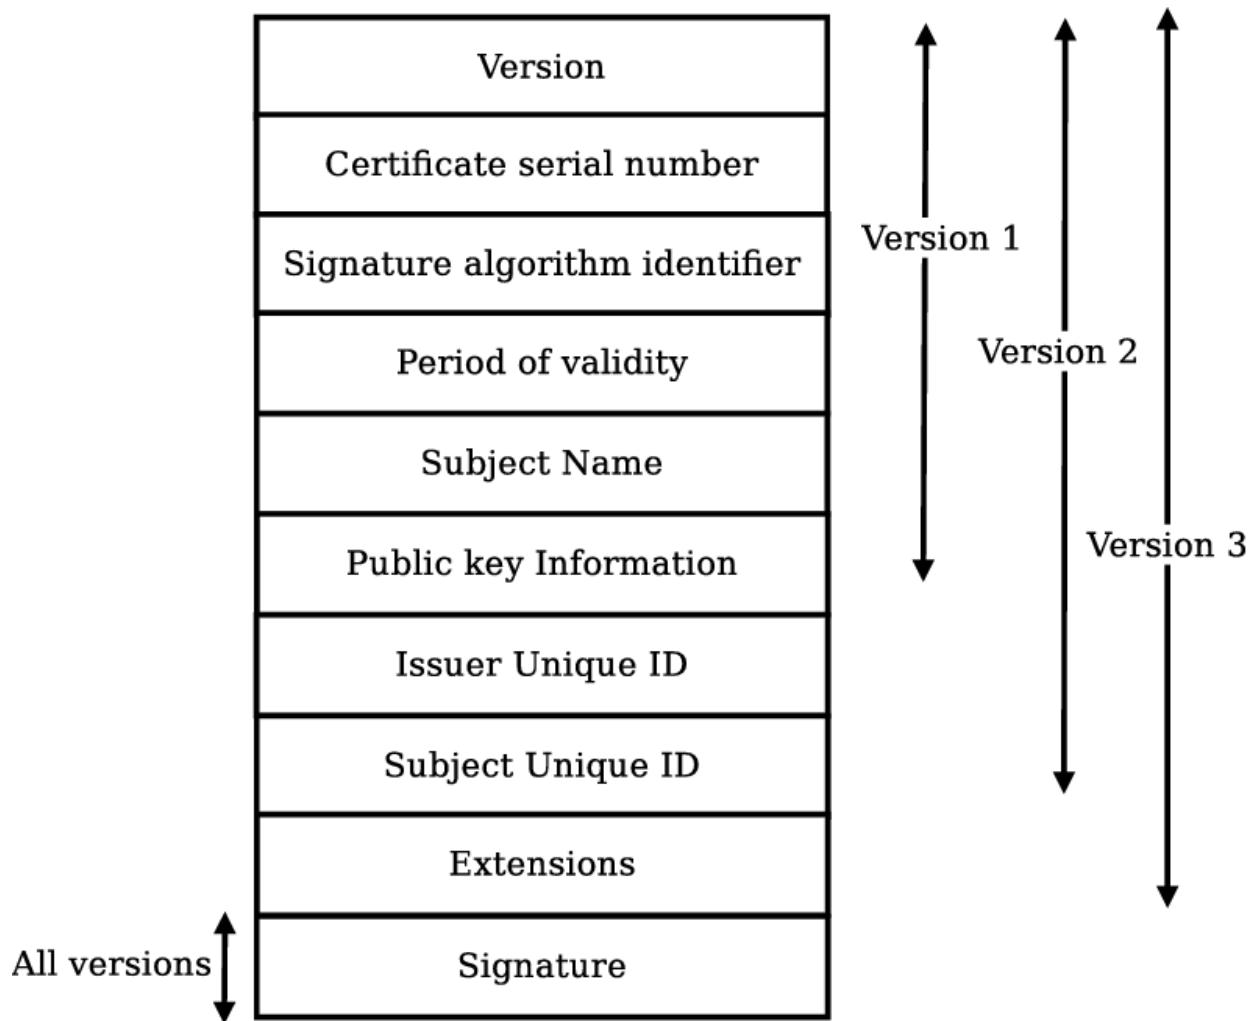 Version
Certificate serial number
Signature algorithm identifier
Period of validity
Subject Name
Public key Information
Issuer Unique ID
Subject Unique ID
Extensions
Signature
Version 1
Version 2
Version 3
All versions